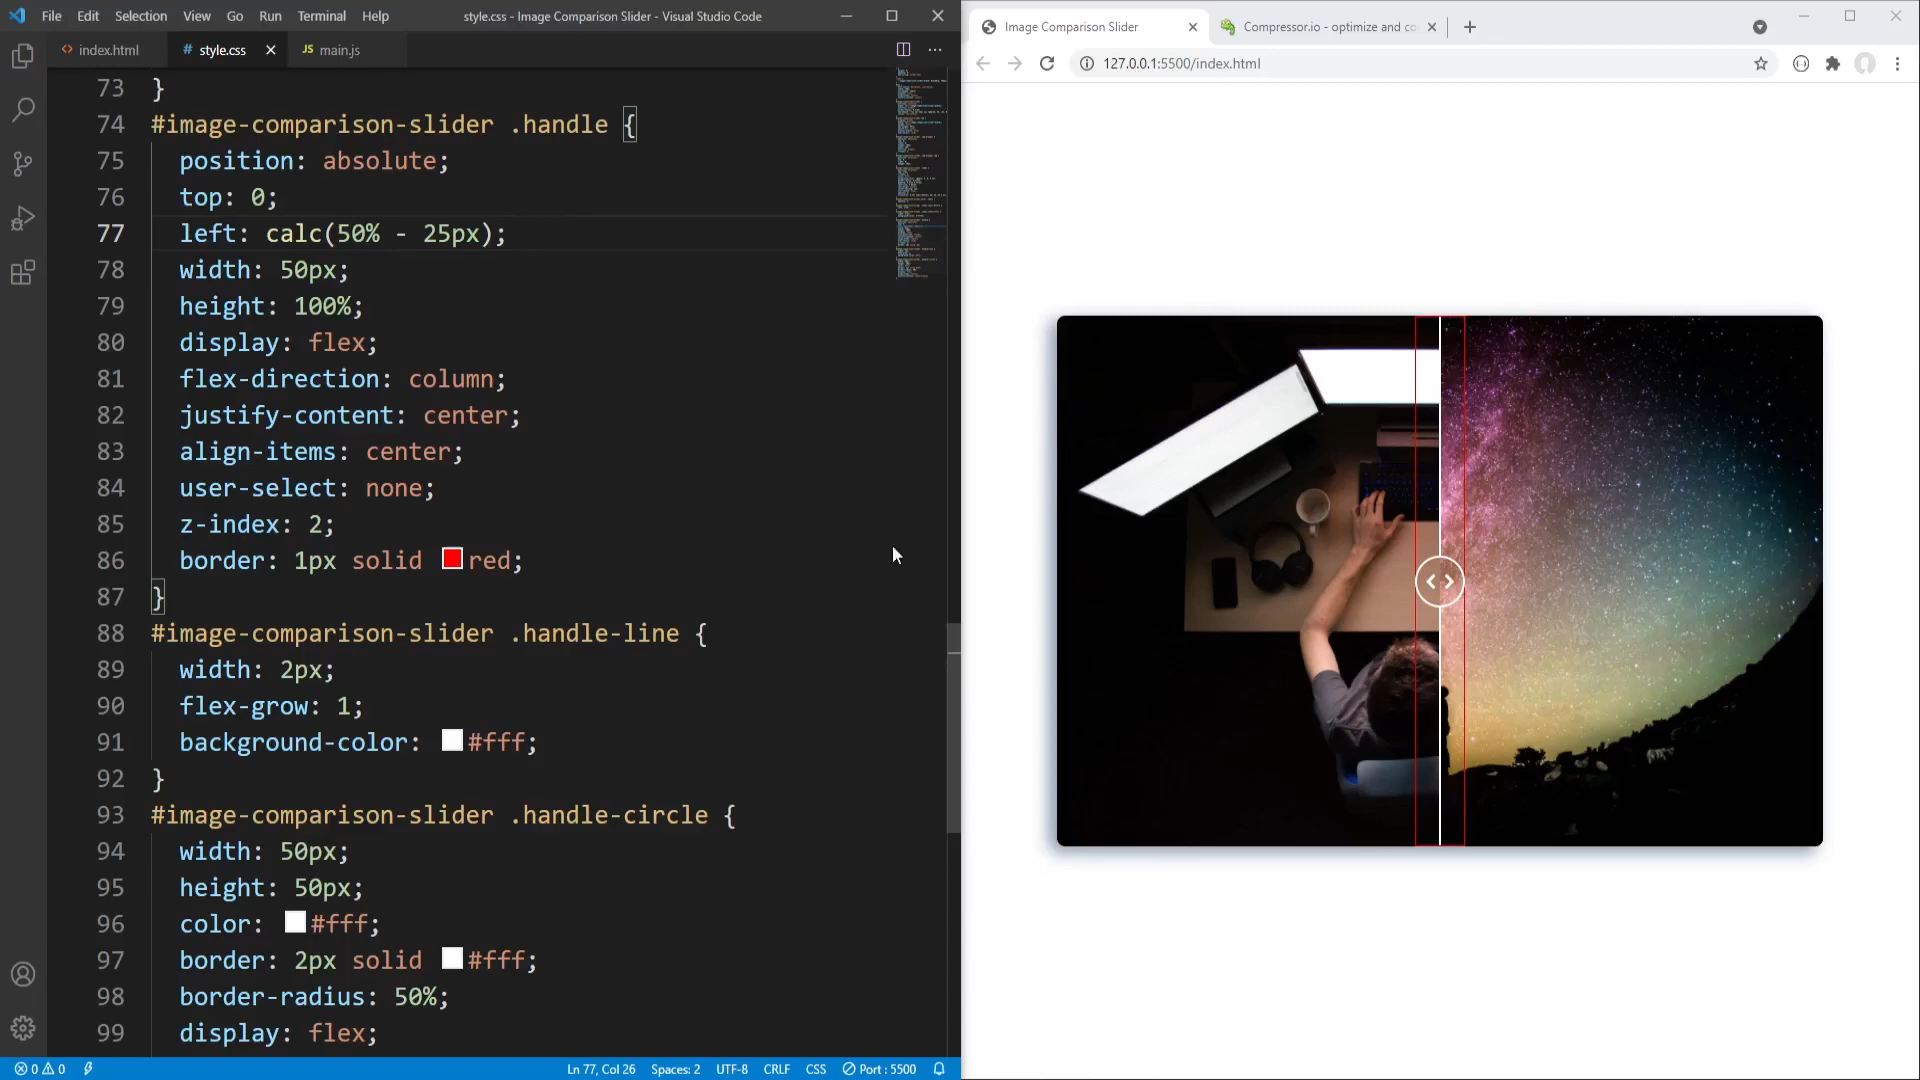 File Edit Selection View Go Run Terminal Help style.css - Image Comparison Slider - Visual Studio Code
index.html # style.css JS main.js
73 }
74 #image-comparison-slider .handle {
75 position: absolute;
76 top: 0;
77 left: calc(50% - 25px);
78 width: 50px;
79 height: 100%;
80 display: flex;
81 flex-direction: column;
82 justify-content: center;
83 align-items: center;
84 user-select: none;
85 z-index: 2;
86 border: 1px solid red;
87 }
88 #image-comparison-slider .handle-line {
89 width: 2px;
90 flex-grow: 1;
91 background-color: #fff;
92 }
93 #image-comparison-slider .handle-circle {
94 width: 50px;
95 height: 50px;
96 color: #fff;
97 border: 2px solid #fff;
98 border-radius: 50%;
99 display: flex;
0 0 Ln 77, Col 26 Spaces: 2 UTF-8 CRLF CSS Port : 5500
Image Comparison Slider Compressor.io - optimize and co
127.0.0.1:5500/index.html